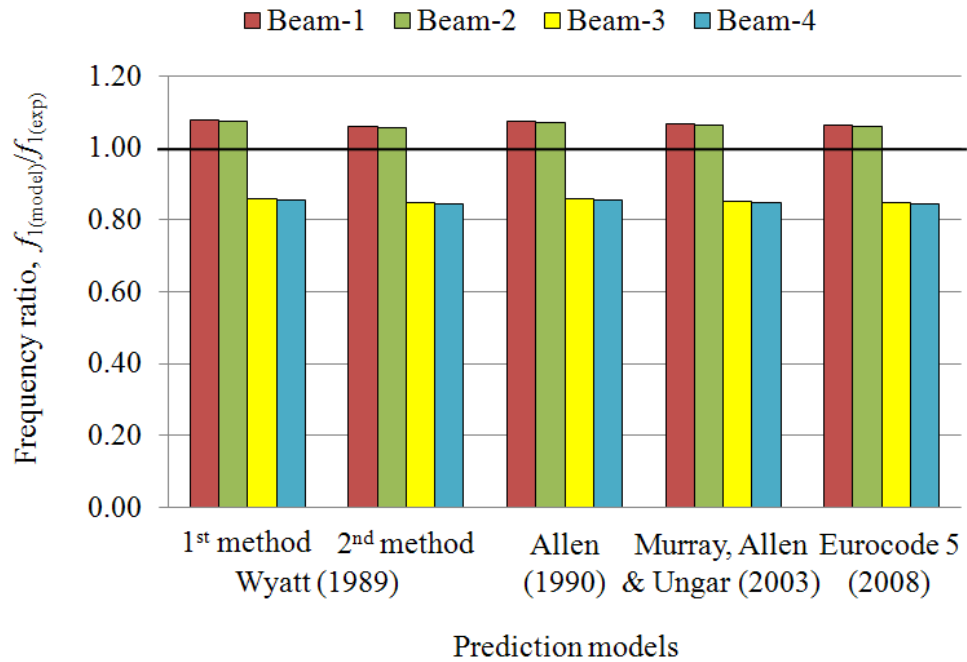 Beam-1 Beam-2 Beam-3 Beam-4
Frequency ratio, f1(model)/f1(exp)
1.20
1.00
0.80
0.60
0.40
0.20
0.00
1st method 2nd method Allen Murray, Allen Eurocode 5
Wyatt (1989) (1990) & Ungar (2003) (2008)
Prediction models